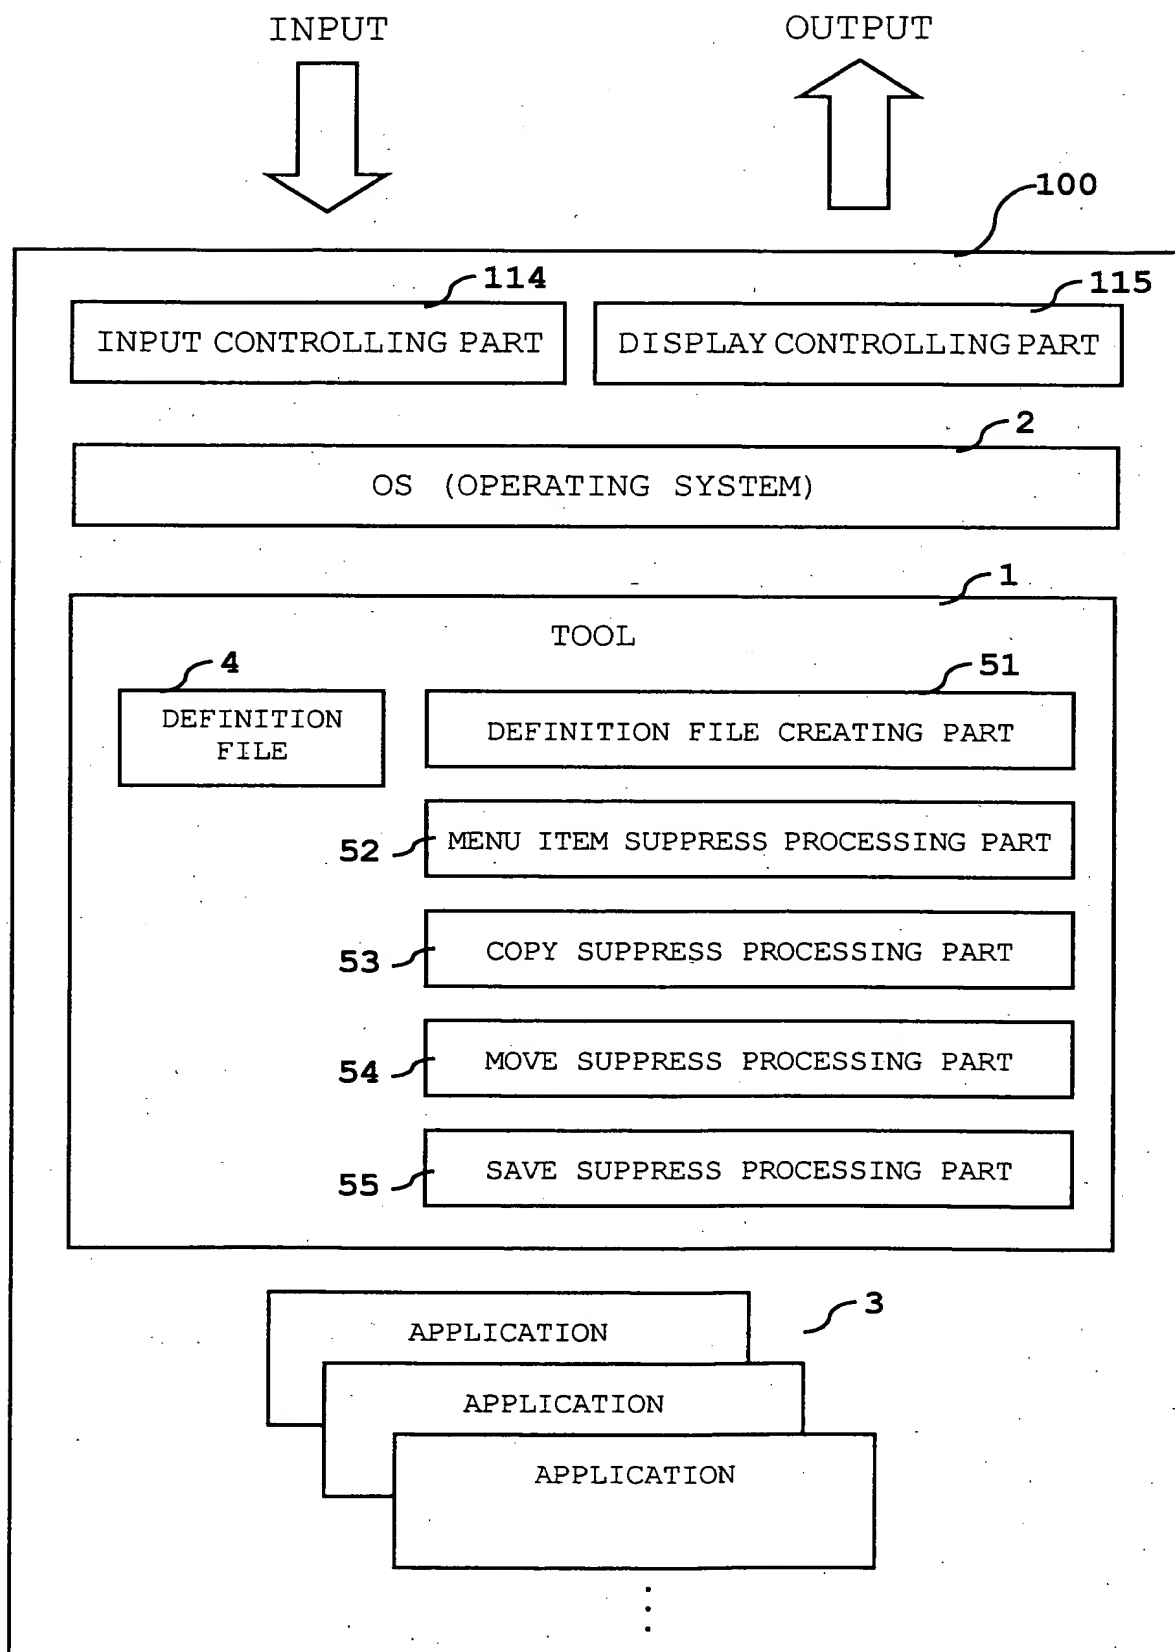 INPUT
OUTPUT
100
114
115
INPUT CONTROLLING PART
DISPLAY CONTROLLING PART
2
OS (OPERATING SYSTEM)
1
TOOL
4
51
DEFINITION
FILE
DEFINITION FILE CREATING PART
52
MENU ITEM SUPPRESS PROCESSING PART
53
COPY SUPPRESS PROCESSING PART
54
MOVE SUPPRESS PROCESSING PART
55
SAVE SUPPRESS PROCESSING PART
3
APPLICATION
APPLICATION
APPLICATION